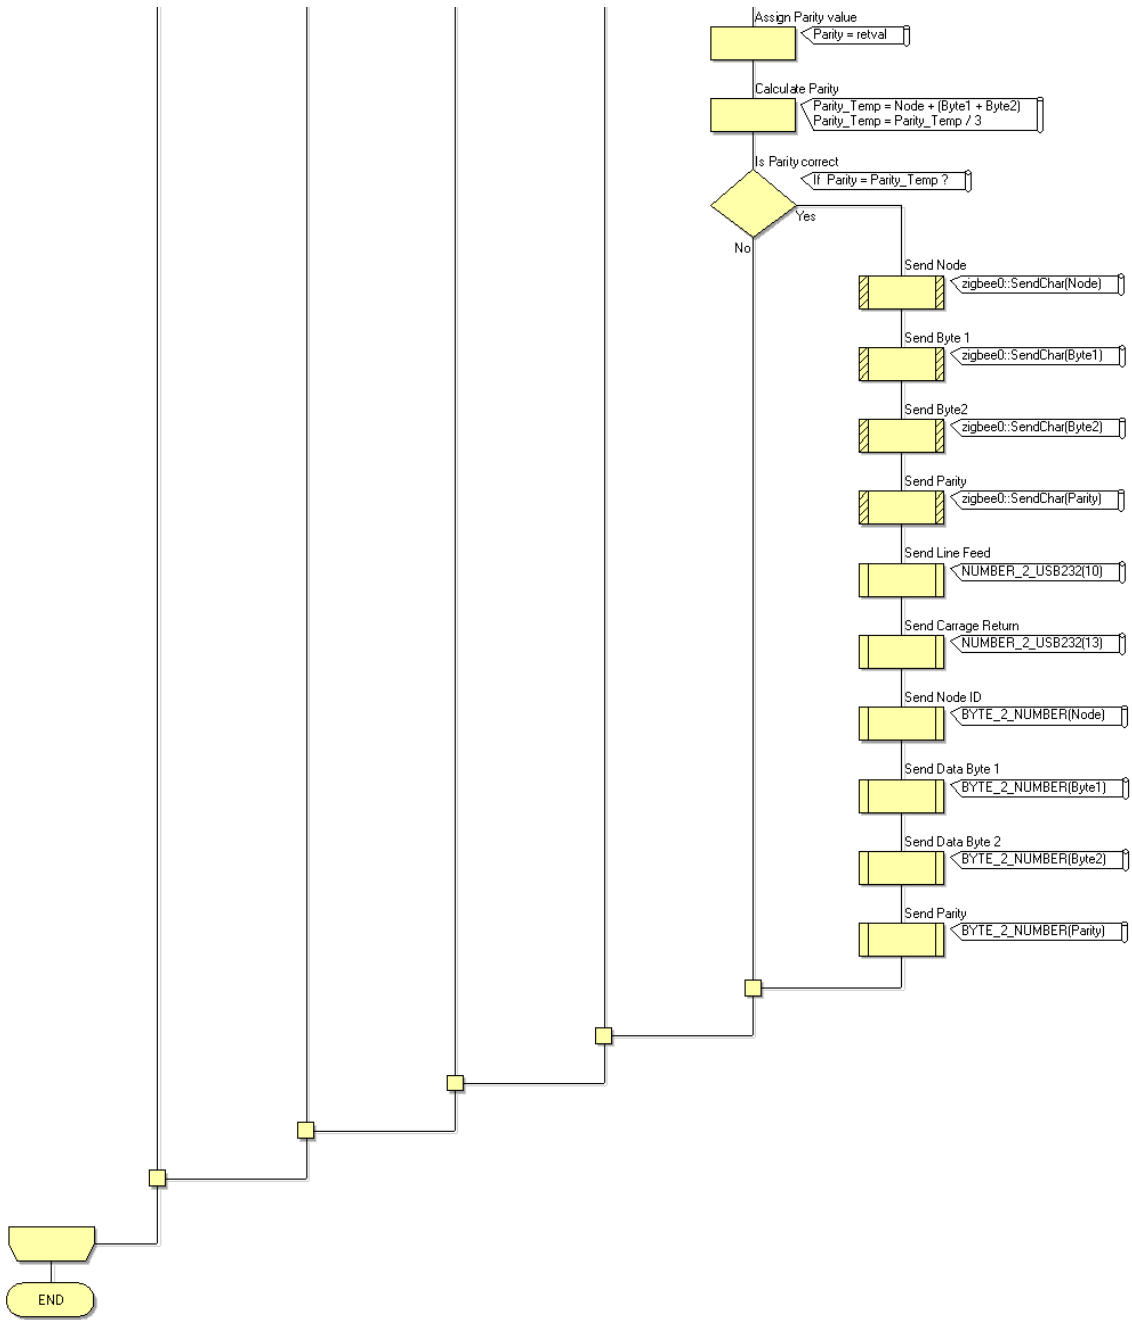 Assign Parity value
Parity = retval
Calculate Parity
Parity_Temp = Node + (Byte1 + Byte2)
Parity_Temp = Parity_Temp / 3
Is Parity correct
If  Parity = Parity_Temp ?
Yes
No
Send Node
zigbee0::SendChar(Node)
Send Byte 1
zigbee0::SendChar(Byte1)
Send Byte2
zigbee0::SendChar(Byte2)
Send Parity
zigbee0::SendChar(Parity)
Send Line Feed
NUMBER_2_USB232(10)
Send Carrage Return
NUMBER_2_USB232(13)
Send Node ID
BYTE_2_NUMBER(Node)
Send Data Byte 1
BYTE_2_NUMBER(Byte1)
Send Data Byte 2
BYTE_2_NUMBER(Byte2)
Send Parity
BYTE_2_NUMBER(Parity)
END